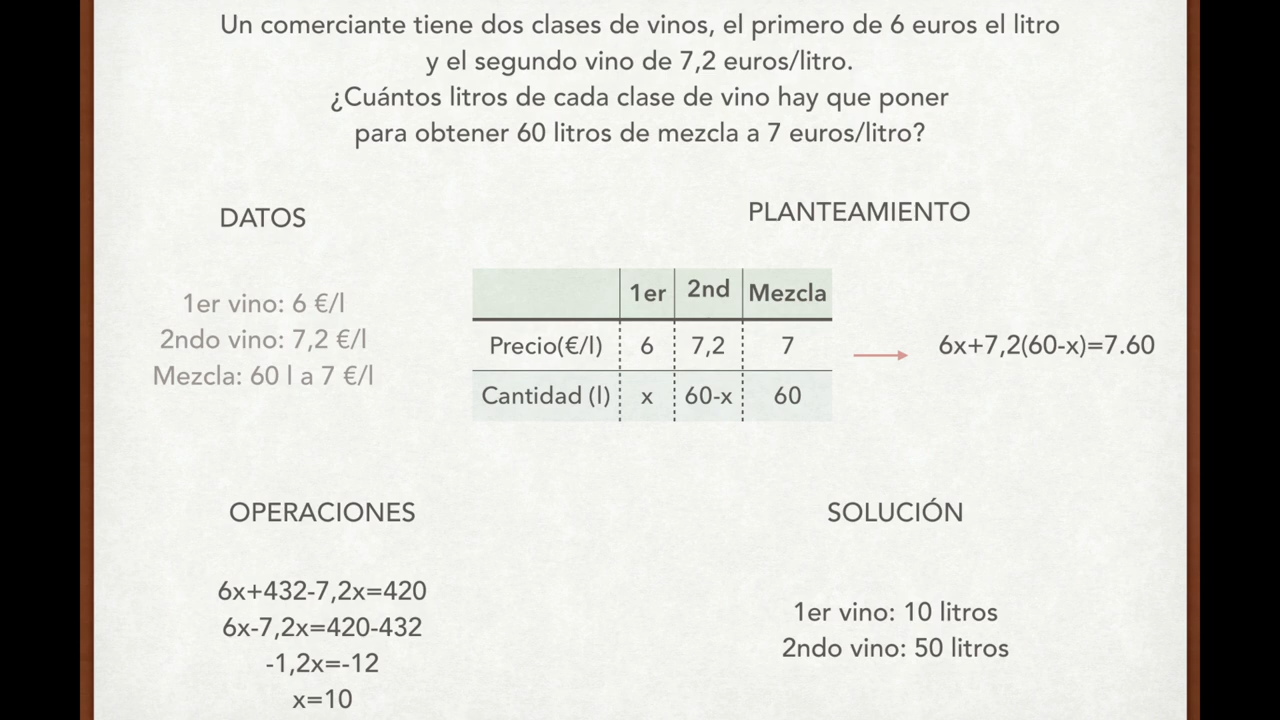 Un comerciante tiene dos clases de vinos, el primero de 6 euros el litro
y el segundo vino de 7,2 euros/litro.
¿Cuántos litros de cada clase de vino hay que poner
para obtener 60 litros de mezcla a 7 euros/litro?
DATOS
PLANTEAMIENTO
1er vino: 6 €/l
2ndo vino: 7,2 €/l
Mezcla: 60 l a 7 €/l
1er 2nd Mezcla
Precio(€/l) 6 7,2 7
Cantidad (l) x 60-x 60
6x+7,2(60-x)=7.60
OPERACIONES
6x+432-7,2x=420
6x-7,2x=420-432
-1,2x=-12
x=10
SOLUCIÓN
1er vino: 10 litros
2ndo vino: 50 litros